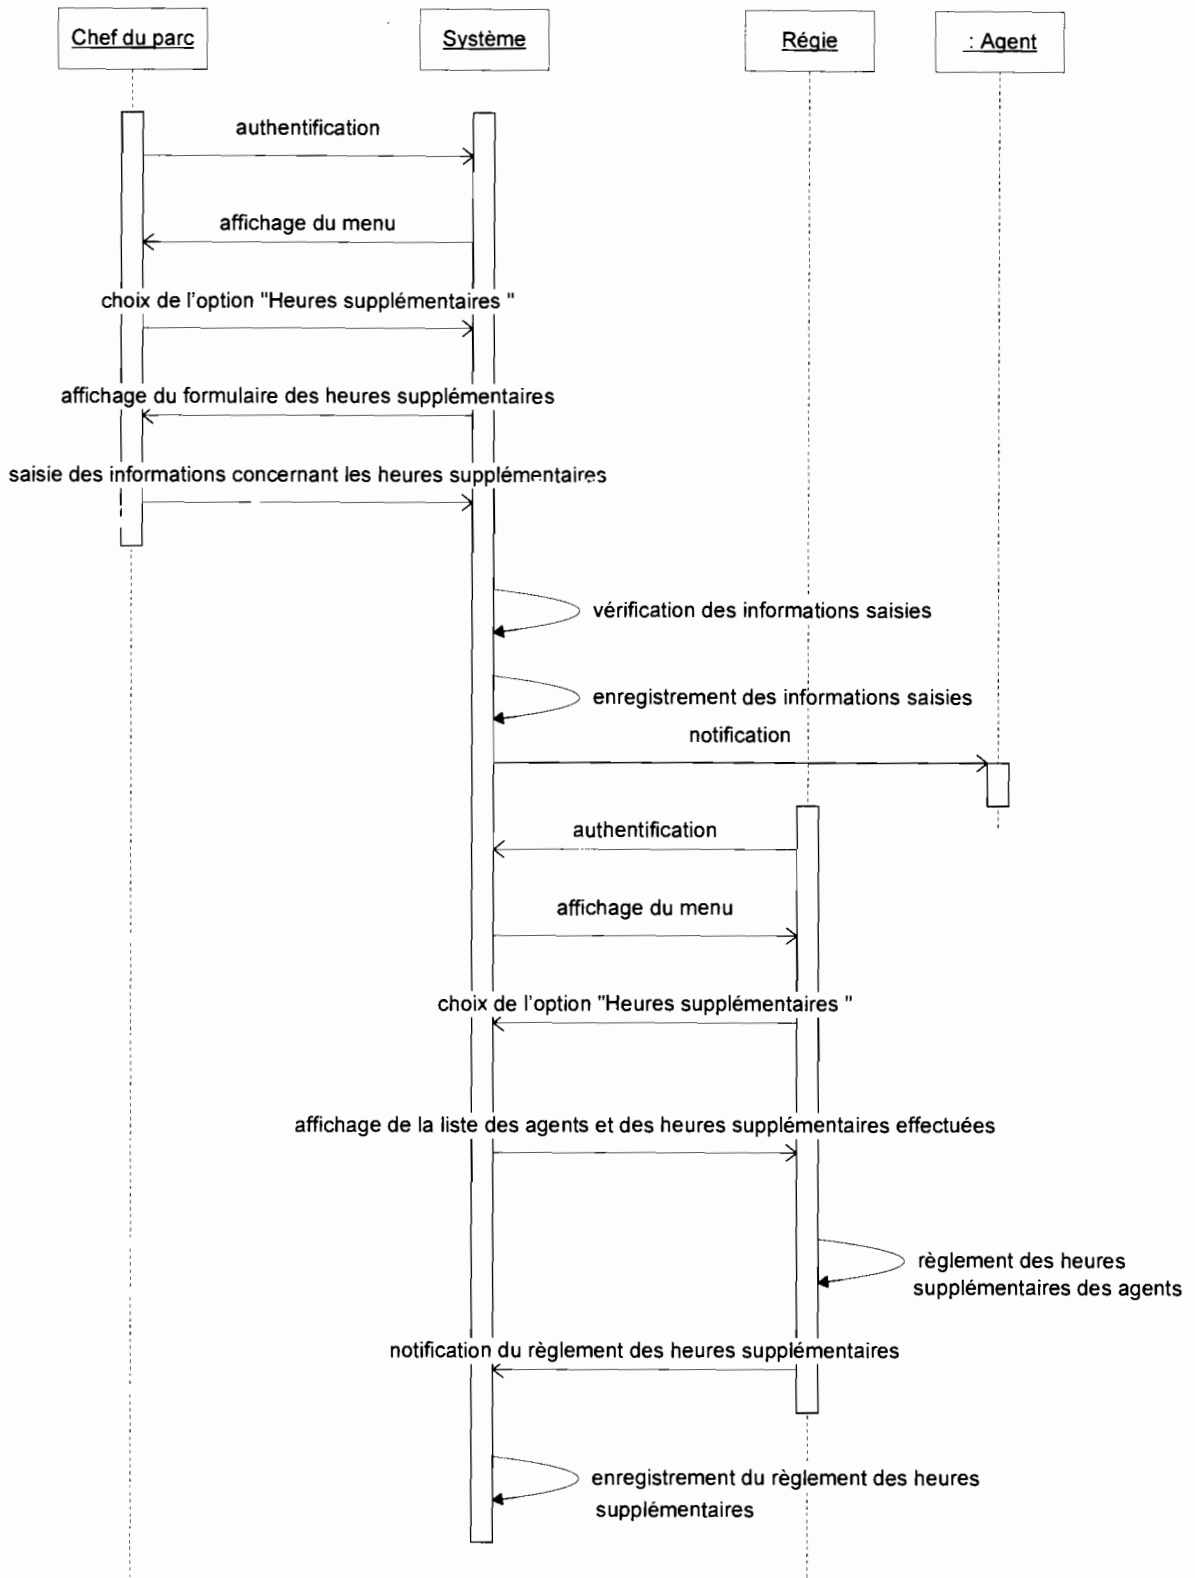 Chef du parc
Système
Régie
: Agent
authentification
affichage du menu
choix de l'option "Heures supplémentaires "
affichage du formulaire des heures supplémentaires
saisie des informations concernant les heures supplémentaires
vérification des informations saisies
enregistrement des informations saisies
notification
authentification
affichage du menu
choix de l'option "Heures supplémentaires "
affichage de la liste des agents et des heures supplémentaires effectuées
règlement des heures
supplémentaires des agents
notification du règlement des heures supplémentaires
enregistrement du règlement des heures
supplémentaires